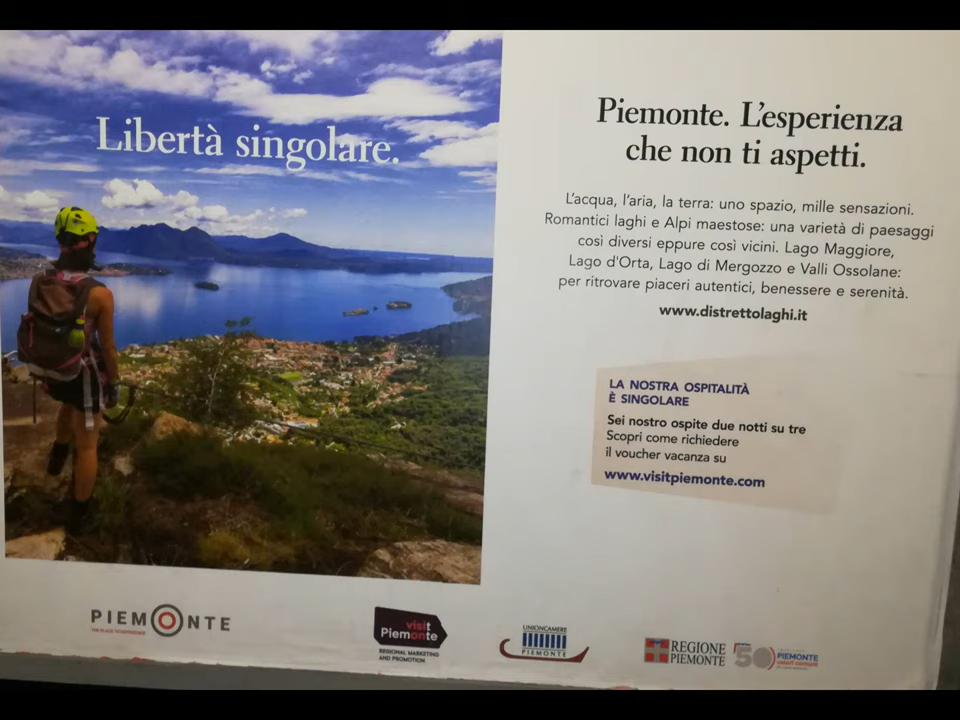 Libertà singolare.
Piemonte. L'esperienza
che non ti aspetti.
L'acqua, l'aria, la terra: uno spazio, mille sensazioni.
Romantici laghi e Alpi maestose: una varietà di paesaggi
così diversi eppure così vicini. Lago Maggiore,
Lago d'Orta, Lago di Mergozzo e Valli Ossolane:
per ritrovare piaceri autentici, benessere e serenità.
www.distrettolaghi.it
LA NOSTRA OSPITALITÀ
È SINGOLARE
Sei nostro ospite due notti su tre
Scopri come richiedere
il voucher vacanza su
www.visitpiemonte.com
PIEMONTE
visit
Piemonte
REGIONAL MARKETING
AND PROMOTION
UNIONCAMERE
PIEMONTE
REGIONE
PIEMONTE
50
PIEMONTE
valori comuni